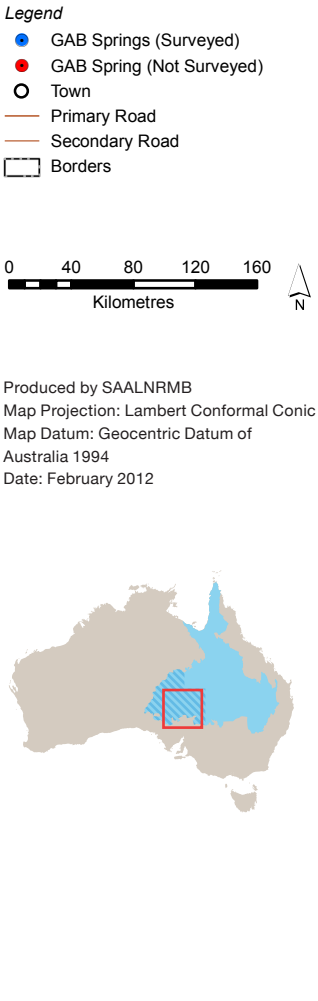 Legend
GAB Springs (Surveyed)
GAB Spring (Not Surveyed)
Town
Primary Road
Secondary Road
Borders
0 40 80 120 160
Kilometres
N
Produced by SAALNRMB
Map Projection: Lambert Conformal Conic
Map Datum: Geocentric Datum of
Australia 1994
Date: February 2012